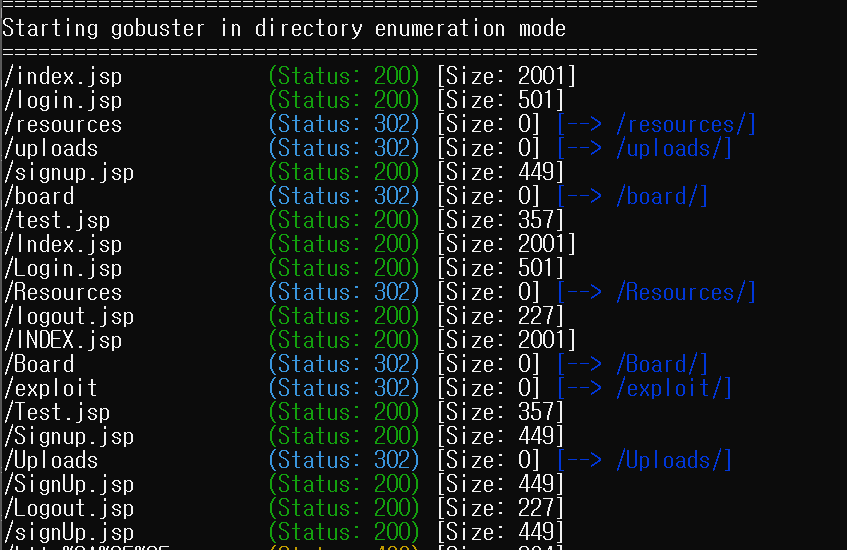 ===============================================================
Starting gobuster in directory enumeration mode
===============================================================
/index.jsp (Status: 200) [Size: 2001]
/login.jsp (Status: 200) [Size: 501]
/resources (Status: 302) [Size: 0] [--> /resources/]
/uploads (Status: 302) [Size: 0] [--> /uploads/]
/signup.jsp (Status: 200) [Size: 449]
/board (Status: 302) [Size: 0] [--> /board/]
/test.jsp (Status: 200) [Size: 357]
/Index.jsp (Status: 200) [Size: 2001]
/Login.jsp (Status: 200) [Size: 501]
/Resources (Status: 302) [Size: 0] [--> /Resources/]
/logout.jsp (Status: 200) [Size: 227]
/INDEX.jsp (Status: 200) [Size: 2001]
/Board (Status: 302) [Size: 0] [--> /Board/]
/exploit (Status: 302) [Size: 0] [--> /exploit/]
/Test.jsp (Status: 200) [Size: 357]
/Signup.jsp (Status: 200) [Size: 449]
/Uploads (Status: 302) [Size: 0] [--> /Uploads/]
/SignUp.jsp (Status: 200) [Size: 449]
/Logout.jsp (Status: 200) [Size: 227]
/signUp.jsp (Status: 200) [Size: 449]